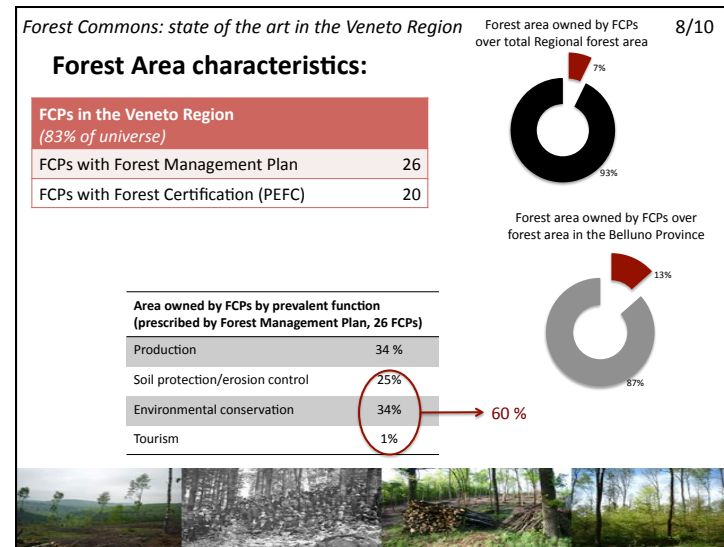 Forest Commons: state of the art in the Veneto Region
8/10
Forest Area characteristics:
FCPs in the Veneto Region
(83% of universe)
FCPs with Forest Management Plan 26
FCPs with Forest Certification (PEFC) 20
Forest area owned by FCPs
over total Regional forest area
7%
93%
Forest area owned by FCPs over
forest area in the Belluno Province
13%
87%
Area owned by FCPs by prevalent function
(prescribed by Forest Management Plan, 26 FCPs)
Production 34 %
Soil protection/erosion control 25%
Environmental conservation 34%
Tourism 1%
60 %